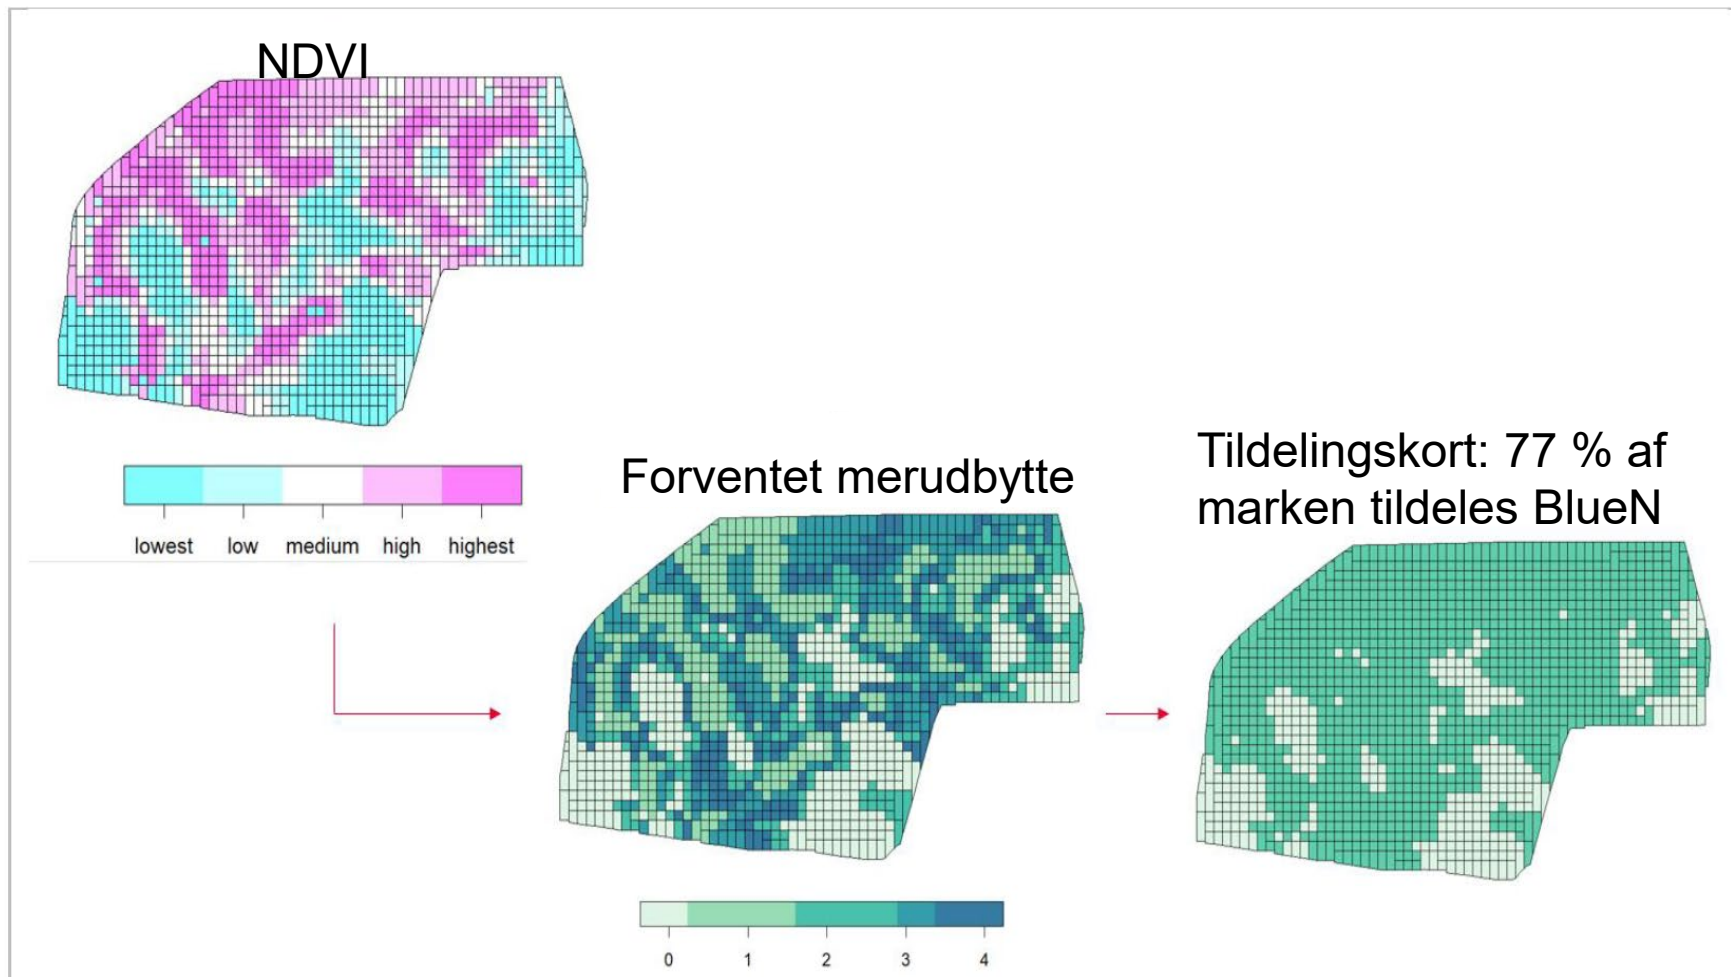 NDVI
lowest low medium high highest
Forventet merudbytte
0 1 2 3 4
Tildelingskort: 77 % af
marken tildeles BlueN